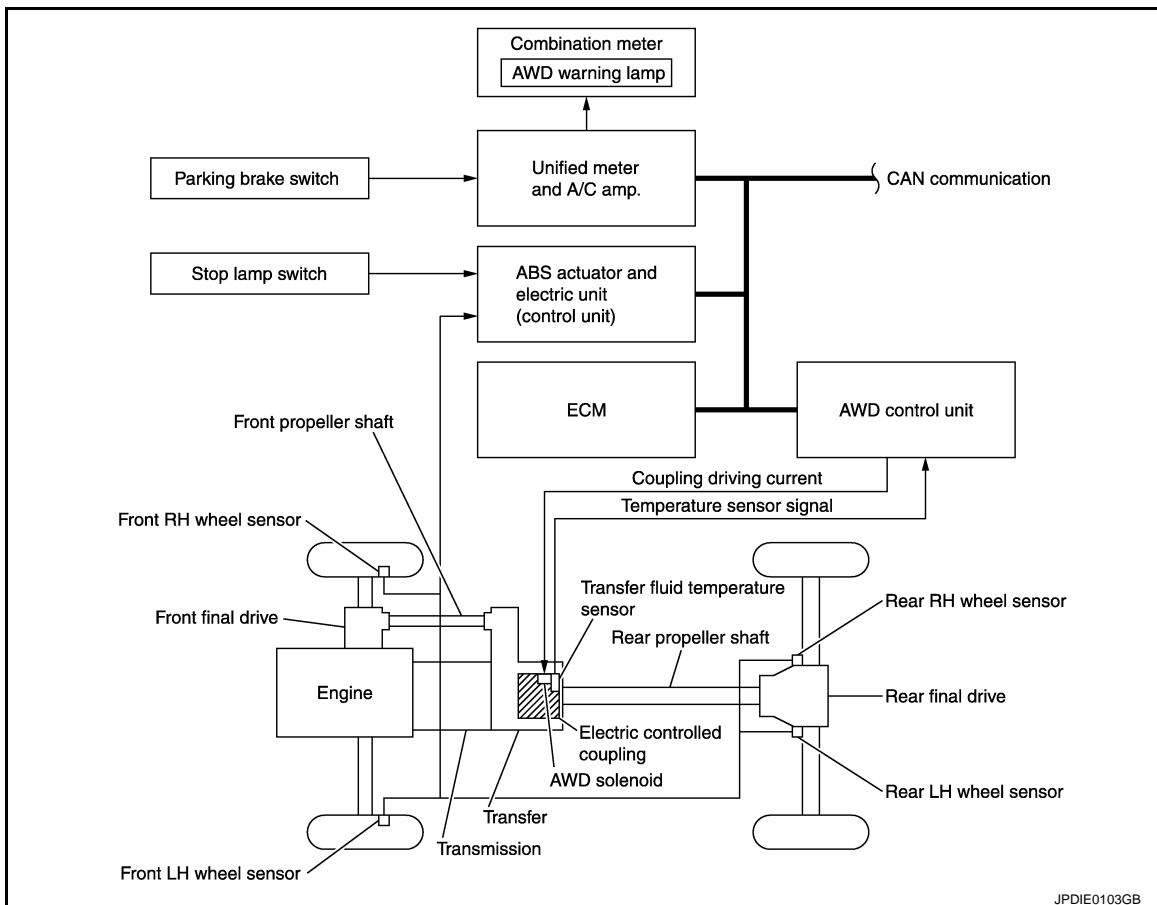 Combination meter
AWD warning lamp
Parking brake switch
Unified meter
and A/C amp.
CAN communication
Stop lamp switch
ABS actuator and
electric unit
(control unit)
ECM
AWD control unit
Front propeller shaft
Coupling driving current
Temperature sensor signal
Front RH wheel sensor
Transfer fluid temperature
sensor
Rear RH wheel sensor
Front final drive
Rear propeller shaft
Engine
Rear final drive
Electric controlled
coupling
AWD solenoid
Rear LH wheel sensor
Transfer
Transmission
Front LH wheel sensor
JPDIE0103GB